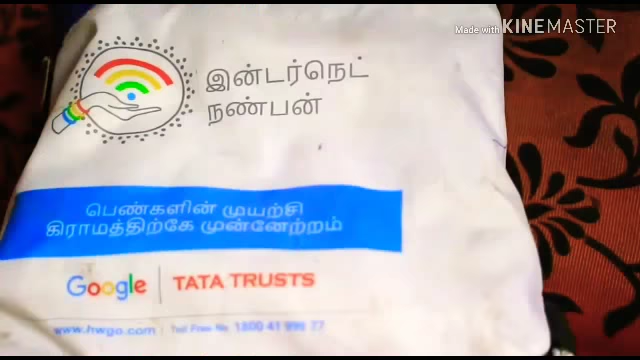 Made with KINEMASTER
இன்டர்நெட்
நண்பன்
பெண்களின் முயற்சி
கிராமத்திற்கே முன்னேற்றம்
Google | TATA TRUSTS
www.hwgo.com | Toll Free No. 1800 41 999 77